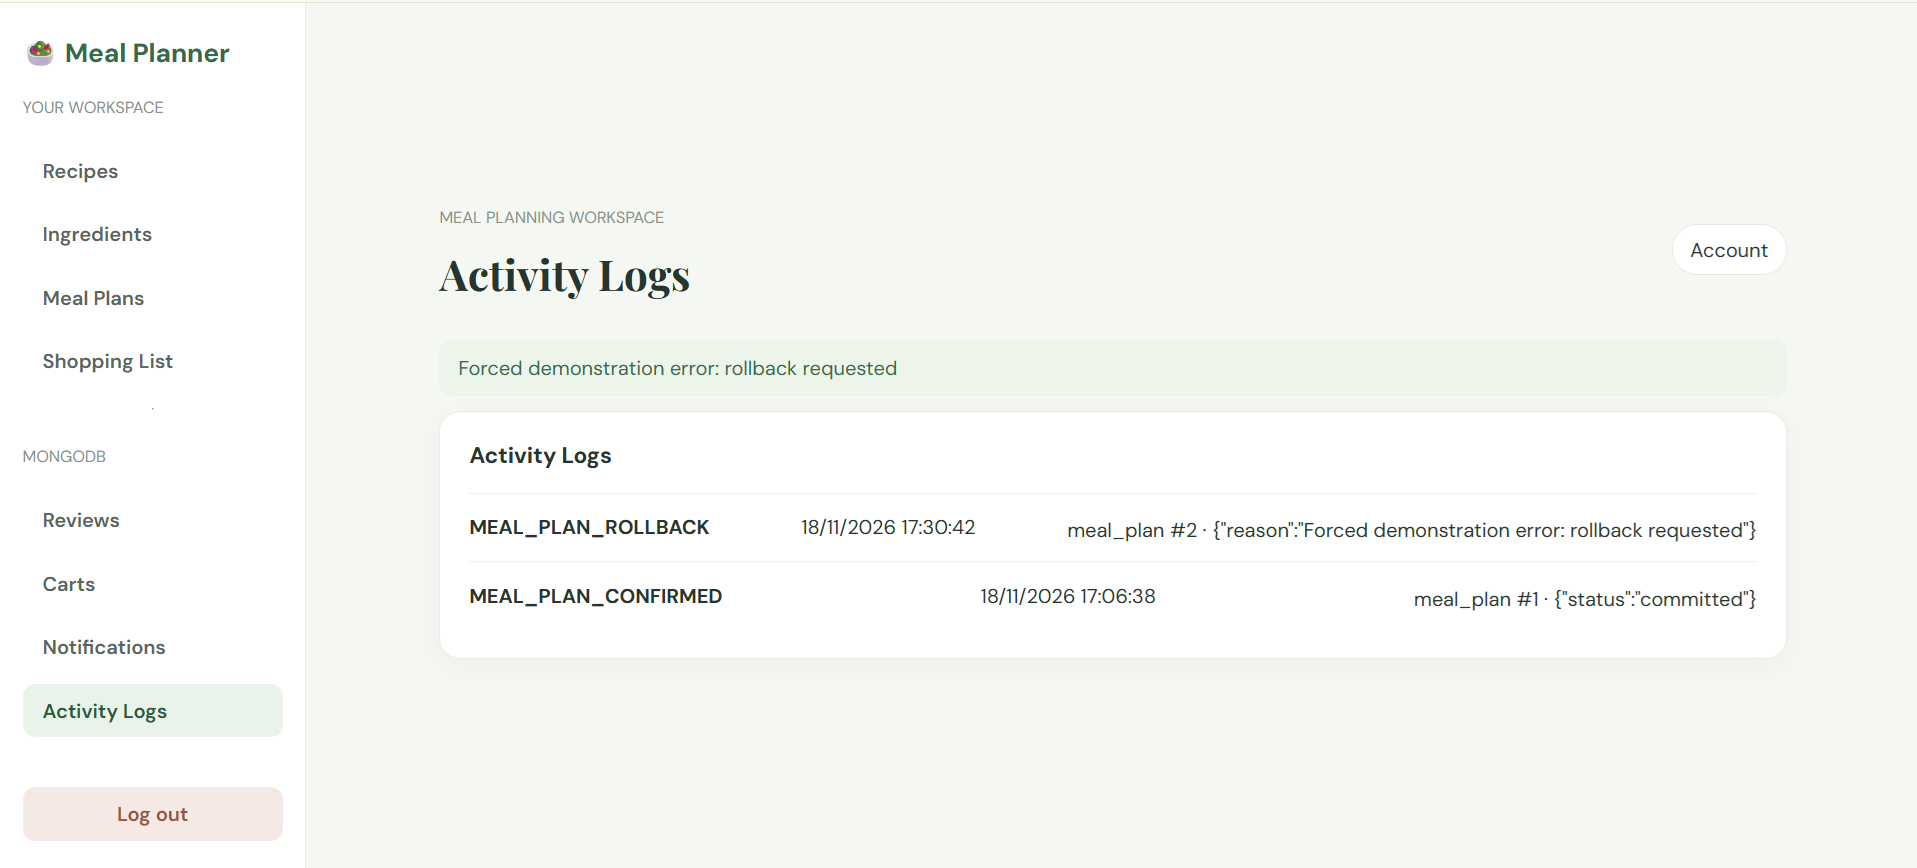 Meal Planner
YOUR WORKSPACE
Recipes
Ingredients
Meal Plans
Shopping List
MONGODB
Reviews
Carts
Notifications
Activity Logs
Log out
MEAL PLANNING WORKSPACE
Activity Logs
Account
Forced demonstration error: rollback requested
Activity Logs
MEAL_PLAN_ROLLBACK 18/11/2026 17:30:42 meal_plan #2 · {"reason":"Forced demonstration error: rollback requested"}
MEAL_PLAN_CONFIRMED 18/11/2026 17:06:38 meal_plan #1 · {"status":"committed"}